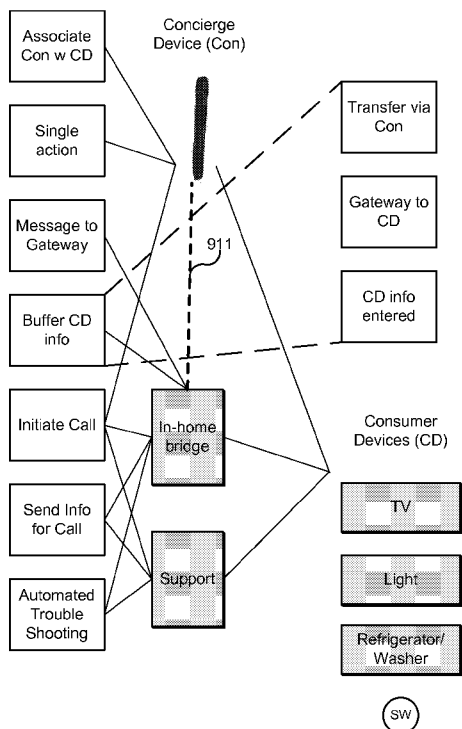 Associate
Con w CD
Single
action
Message to
Gateway
Buffer CD
info
Initiate Call
Send Info
for Call
Automated
Trouble
Shooting
Concierge
Device (Con)
911
In-home
bridge
Support
Transfer via
Con
Gateway to
CD
CD info
entered
Consumer
Devices (CD)
TV
Light
Refrigerator/
Washer
SW